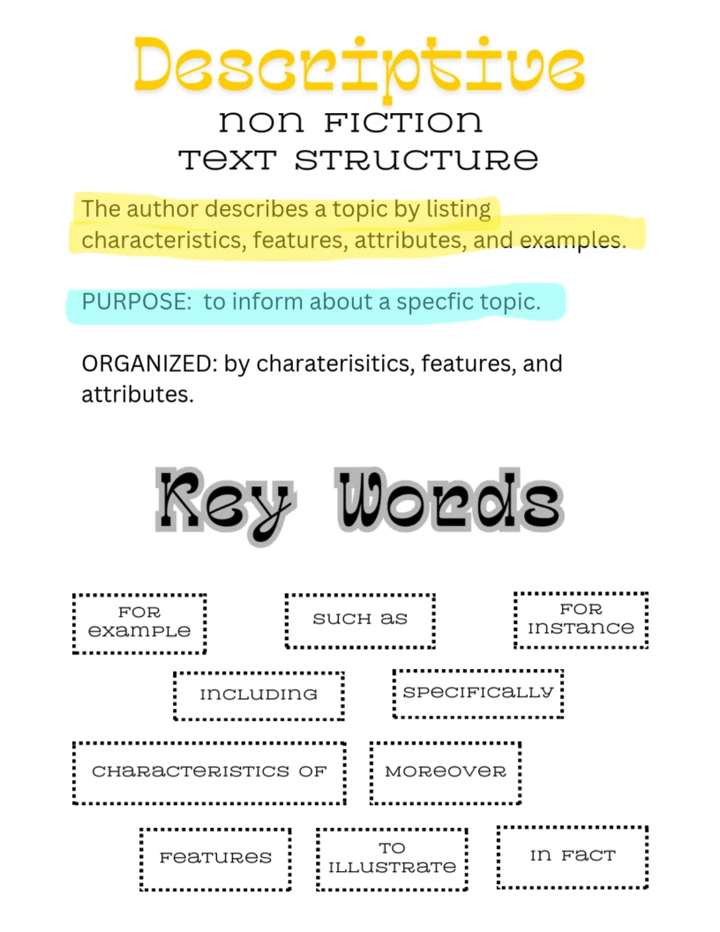 Descriptive
non fiction
text structure
The author describes a topic by listing
characteristics, features, attributes, and examples.
PURPOSE:  to inform about a specfic topic.
ORGANIZED: by charaterisitics, features, and
attributes.
Key Words
for
example
such as
for
instance
including
specifically
characteristics of
moreover
features
to
illustrate
in fact